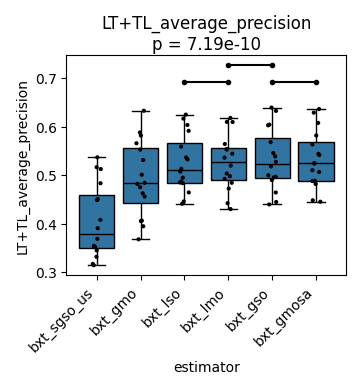 LT+TL_average_precision
p = 7.19e-10
LT+TL_average_precision
0.7
0.6
0.5
0.4
0.3
bxt_sgso_us
bxt_gmo
bxt_lso
bxt_lmo
bxt_gso
bxt_gmosa
estimator